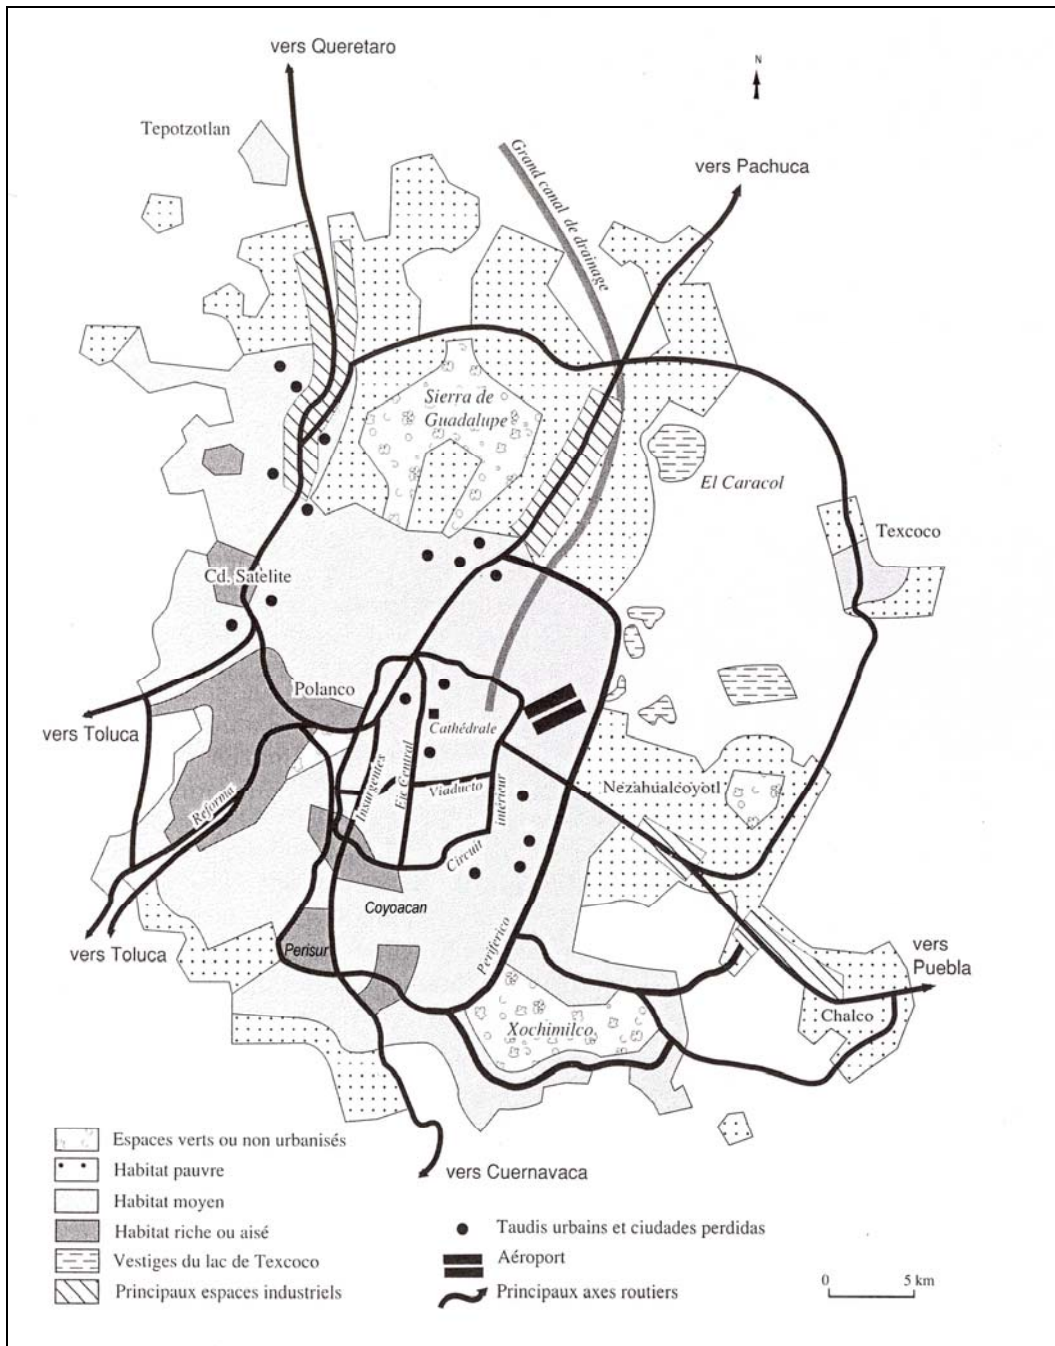 vers Queretaro
N
Tepotzotlan
Grand canal de drainage
vers Pachuca
Sierra de
Guadalupe
El Caracol
Texcoco
Cd. Satelite
Polanco
vers Toluca
Cathédrale
Reforma
Insurgentes
Eje Central
Viaducto
intérieur
Circuit
Nezahualcoyotl
Coyoacan
Perisur
Periferico
vers Toluca
vers
Puebla
Xochimilco
Chalco
vers Cuernavaca
Espaces verts ou non urbanisés
Habitat pauvre
Habitat moyen
Habitat riche ou aisé
Vestiges du lac de Texcoco
Principaux espaces industriels
Taudis urbains et ciudades perdidas
Aéroport
Principaux axes routiers
0 5 km